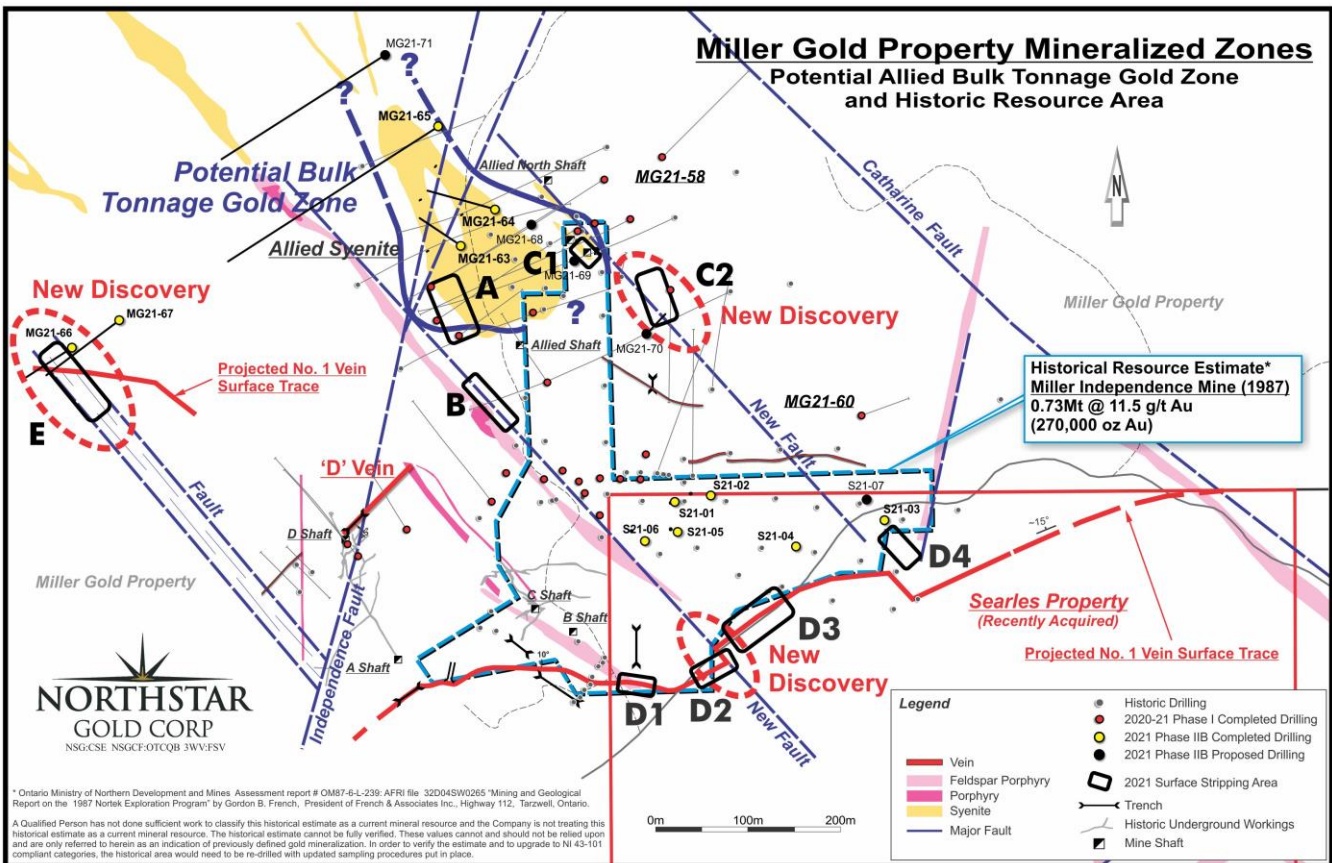 Miller Gold Property Mineralized Zones
Potential Allied Bulk Tonnage Gold Zone
and Historic Resource Area
MG21-71
?
?
MG21-65
Potential Bulk
Tonnage Gold Zone
Allied North Shaft
MG21-58
Catharine Fault
N
MG21-64
MG21-68
Allied Syenite
MG21-63
C1
MG21-69
A
C2
New Discovery
?
New Discovery
MG21-67
MG21-66
MG21-70
Allied Shaft
Miller Gold Property
Projected No. 1 Vein
Surface Trace
E
B
MG21-60
New Fault
Historical Resource Estimate*
Miller Independence Mine (1987)
0.73Mt @ 11.5 g/t Au
(270,000 oz Au)
Fault
'D' Vein
D Shaft
S21-02
S21-07
S21-01
S21-03
S21-06
S21-05
S21-04
~15°
D4
Miller Gold Property
Independence Fault
C Shaft
B Shaft
A Shaft
10°
D3
New
Discovery
D1
D2
New Fault
Searles Property
(Recently Acquired)
Projected No. 1 Vein Surface Trace
NORTHSTAR
GOLD CORP
NSG:CSE NSGCF:OTCQB 3WV:FSV
Legend
Vein
Feldspar Porphyry
Porphyry
Syenite
Major Fault
Historic Drilling
2020-21 Phase I Completed Drilling
2021 Phase IIB Completed Drilling
2021 Phase IIB Proposed Drilling
2021 Surface Stripping Area
Trench
Historic Underground Workings
Mine Shaft
0m 100m 200m
* Ontario Ministry of Northern Development and Mines Assessment report # OM87-6-L-239: AFRI file 32D04SW0265 "Mining and Geological
Report on the 1987 Nortek Exploration Program" by Gordon B. French, President of French & Associates Inc., Highway 112, Tarzwell, Ontario.
A Qualified Person has not done sufficient work to classify this historical estimate as a current mineral resource and the Company is not treating this
historical estimate as a current mineral resource. The historical estimate cannot be fully verified. These values cannot and should not be relied upon
and are only referred to herein as an indication of previously defined gold mineralization. In order to verify the estimate and to upgrade to NI 43-101
compliant categories, the historical area would need to be re-drilled with updated sampling procedures put in place.